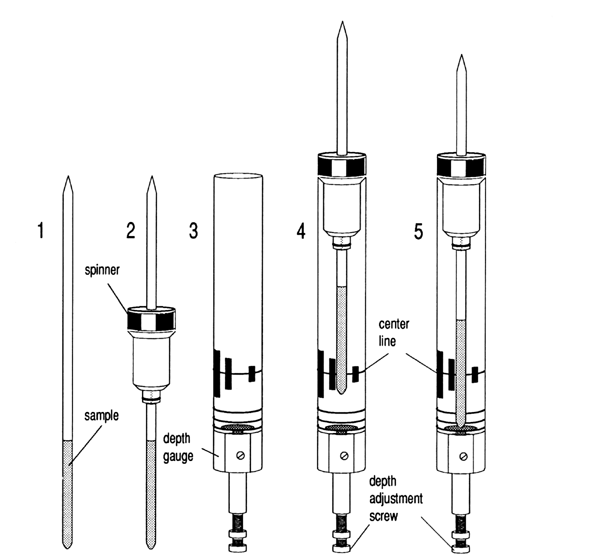 1
2
3
4
5
spinner
sample
depth
gauge
center
line
depth
adjustment
screw